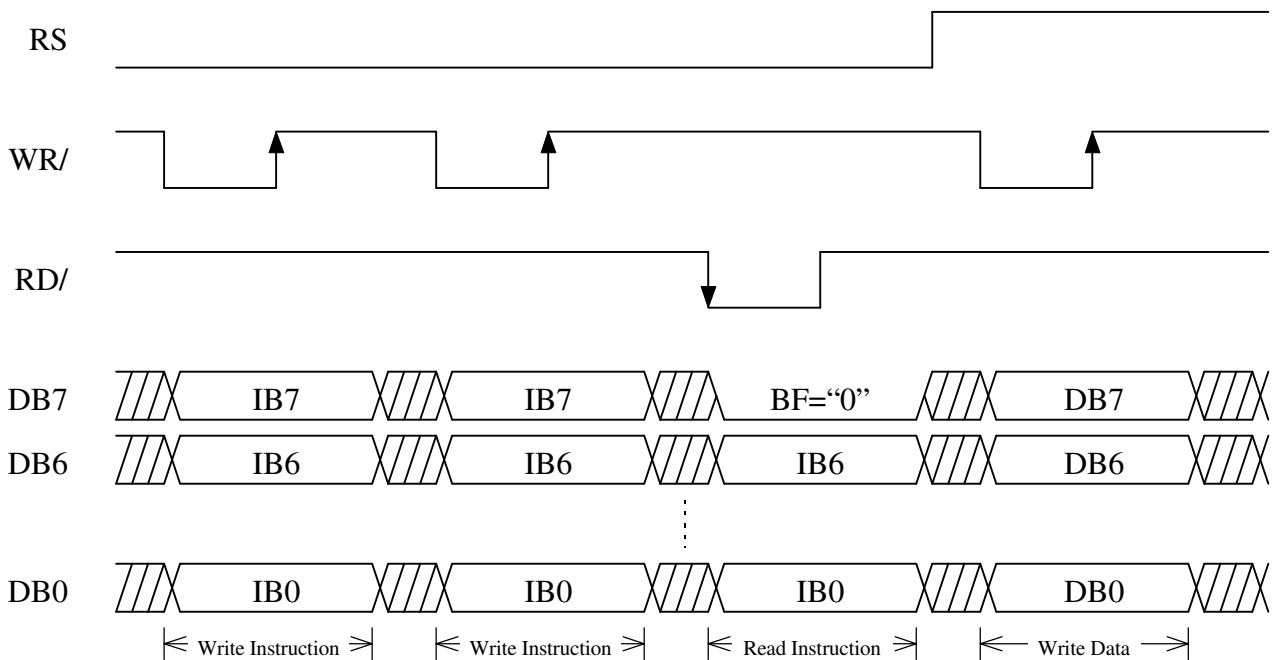 RS
WR/
RD/
DB7 IB7 IB7 BF=“0” DB7
DB6 IB6 IB6 IB6 DB6
DB0 IB0 IB0 IB0 DB0
Write Instruction Write Instruction Read Instruction Write Data